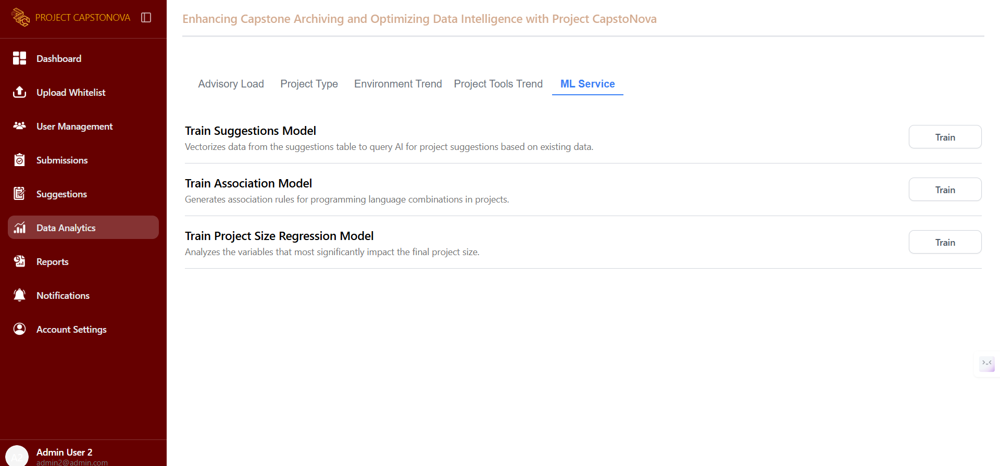 PROJECT CAPSTONOVA
Dashboard
Upload Whitelist
User Management
Submissions
Suggestions
Data Analytics
Reports
Notifications
Account Settings
A2
Admin User 2
admin2@admin.com
Enhancing Capstone Archiving and Optimizing Data Intelligence with Project CapstoNova
Advisory Load Project Type Environment Trend Project Tools Trend ML Service
Train Suggestions Model
Vectorizes data from the suggestions table to query AI for project suggestions based on existing data.
Train
Train Association Model
Generates association rules for programming language combinations in projects.
Train
Train Project Size Regression Model
Analyzes the variables that most significantly impact the final project size.
Train